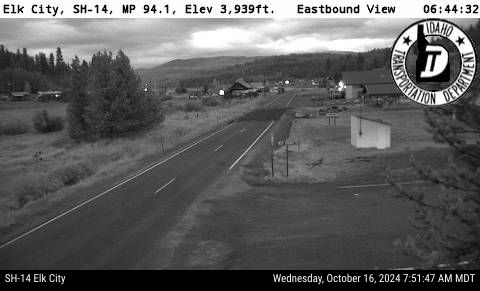 Elk City, SH-14, MP 94.1, Elev 3,939ft. Eastbound View 06:44:32
IDAHO
TRANSPORTATION DEPARTMENT
SH-14 Elk City Wednesday, October 16, 2024 7:51:47 AM MDT